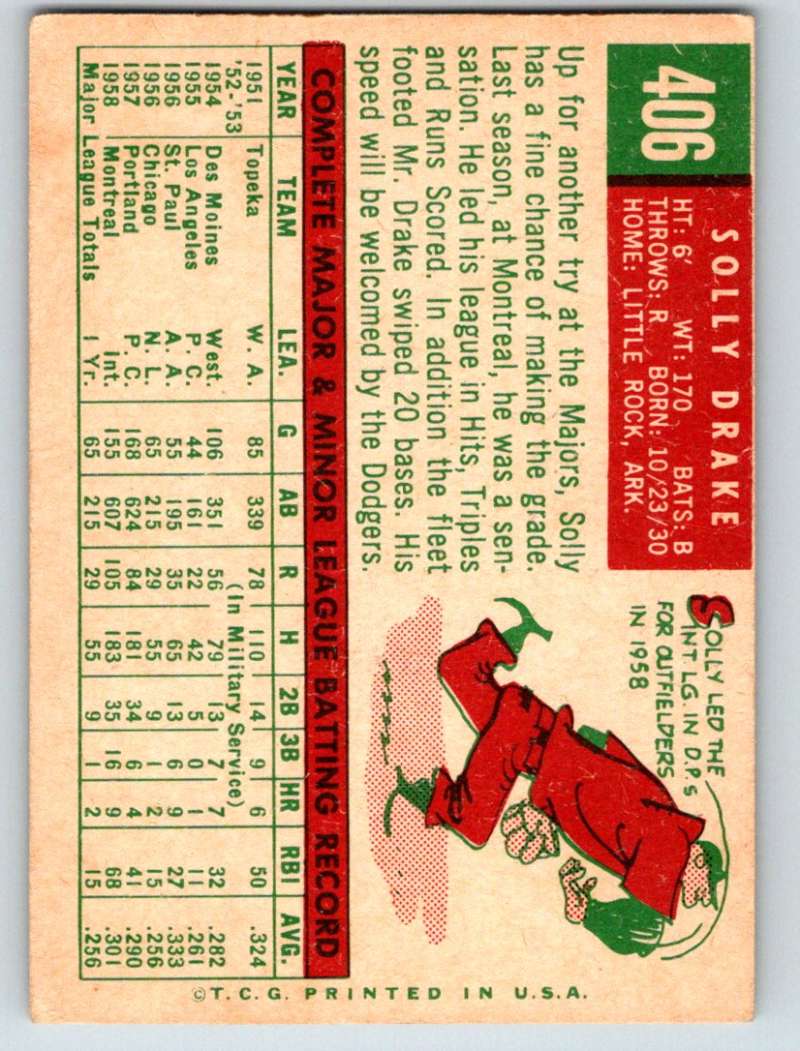 406
SOLLY DRAKE
HT: 6' WT: 170 BATS: B
THROWS: R BORN: 10/23/30
HOME: LITTLE ROCK, ARK.
Up for another try at the Majors, Solly
has a fine chance of making the grade.
Last season, at Montreal, he was a sen-
sation. He led his league in Hits, Triples
and Runs Scored. In addition the fleet
footed Mr. Drake swiped 20 bases. His
speed will be welcomed by the Dodgers.
SOLLY LED THE
INT. LG. IN D.P.s
FOR OUTFIELDERS
IN 1958
COMPLETE MAJOR & MINOR LEAGUE BATTING RECORD
YEAR TEAM LEA. G AB R H 2B 3B HR RBI AVG.
1951 Topeka W. A. 85 339 78 110 14 9 6 50 .324
'52-'53 (In Military Service)
1954 Des Moines West. 106 351 56 79 13 7 7 32 .282
1955 Los Angeles P. C. 44 161 22 42 5 0 1 11 .261
1956 St. Paul A. A. 55 195 35 65 13 6 9 27 .333
1956 Chicago N. L. 65 215 29 55 9 1 2 15 .256
1957 Portland P. C. 168 624 84 181 34 6 4 41 .290
1958 Montreal Int. 155 607 105 183 35 16 9 68 .301
Major League Totals 1 Yr. 65 215 29 55 9 1 2 15 .256
©T.C.G. PRINTED IN U.S.A.